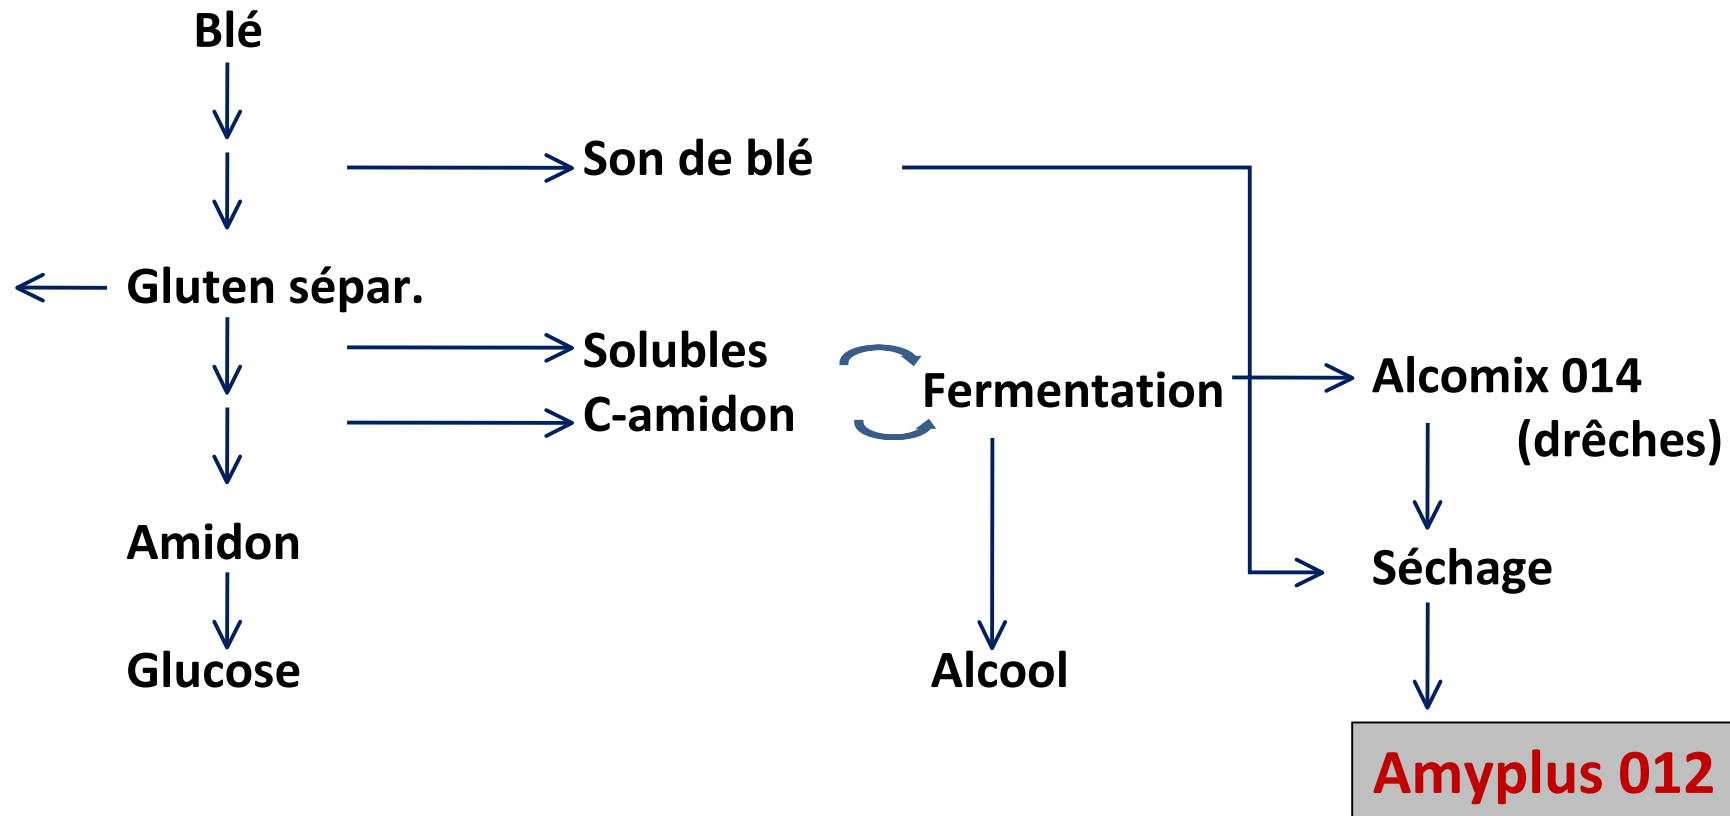 Blé
Son de blé
Gluten sépar.
Solubles
C-amidon
Fermentation
Alcomix 014
(drêches)
Amidon
Séchage
Glucose
Alcool
Amyplus 012